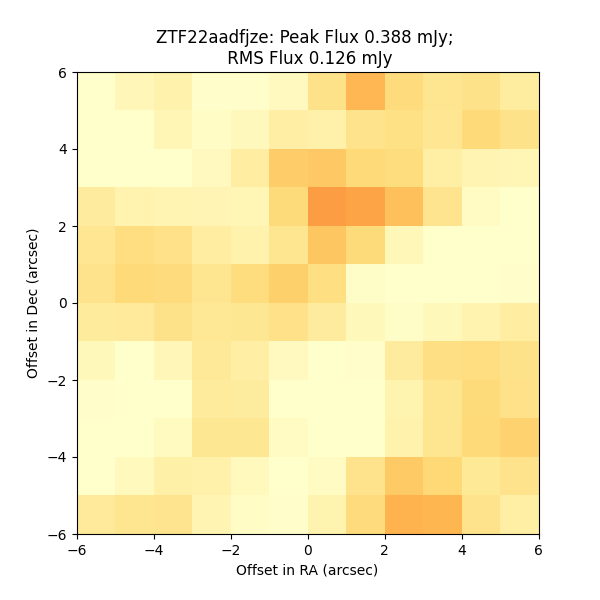 ZTF22aadfjze: Peak Flux 0.388 mJy;
RMS Flux 0.126 mJy
6
4
2
0
−2
−4
−6
Offset in Dec (arcsec)
−6 −4 −2 0 2 4 6
Offset in RA (arcsec)